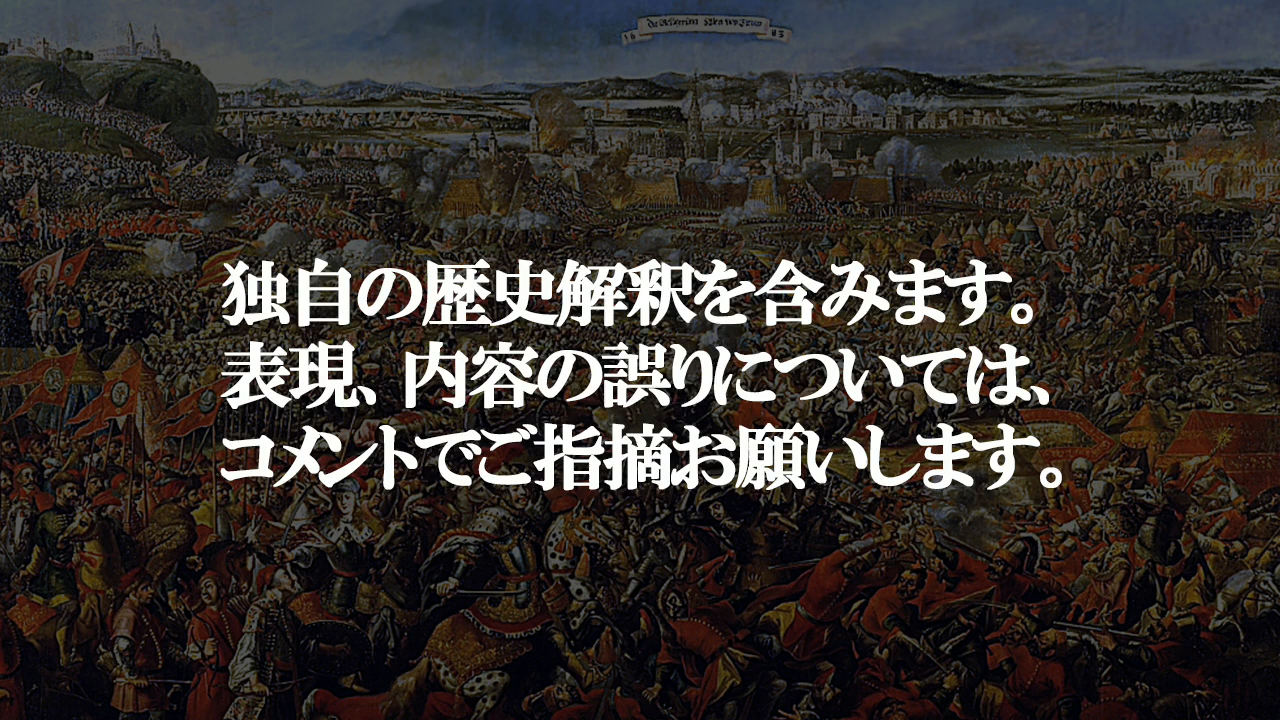 16 83
独自の歴史解釈を含みます。
表現、内容の誤りについては、
コメントでご指摘お願いします。